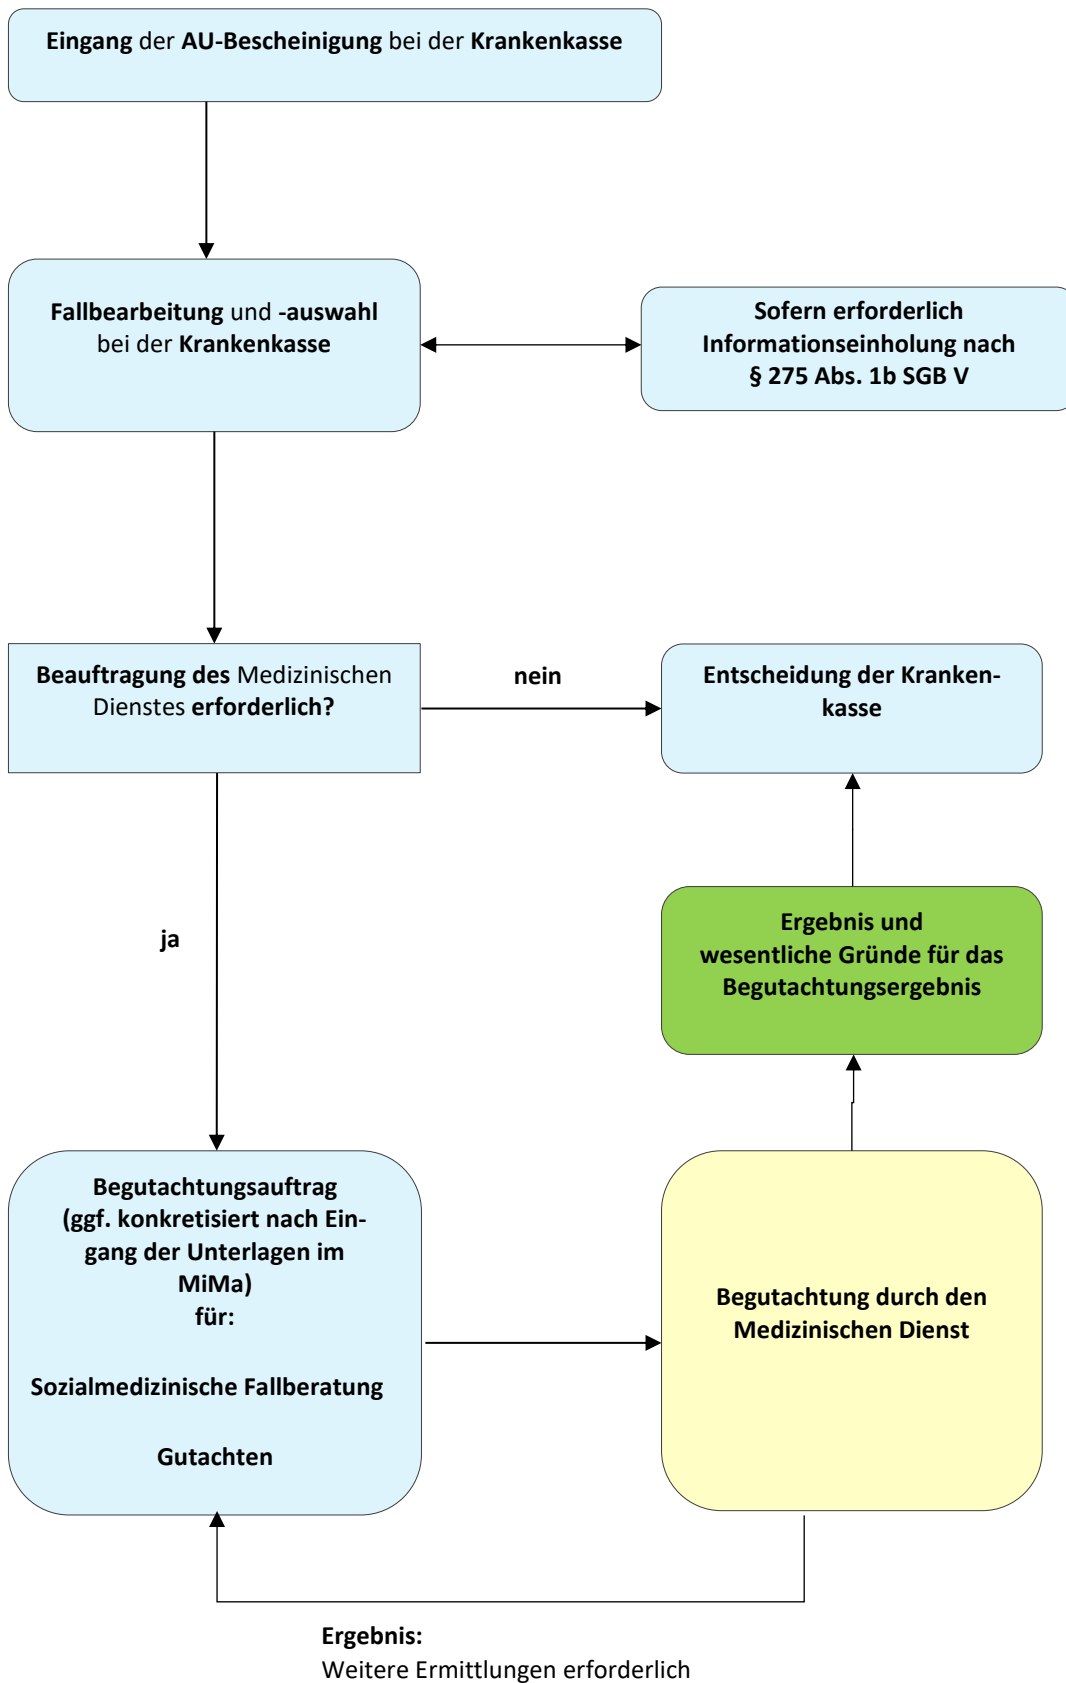 Eingang der AU-Bescheinigung bei der Krankenkasse
Fallbearbeitung und -auswahl
bei der Krankenkasse
Sofern erforderlich
Informationseinholung nach
§ 275 Abs. 1b SGB V
Beauftragung des Medizinischen
Dienstes erforderlich?
nein
Entscheidung der Kranken-
kasse
ja
Ergebnis und
wesentliche Gründe für das
Begutachtungsergebnis
Begutachtungsauftrag
(ggf. konkretisiert nach Ein-
gang der Unterlagen im
MiMa)
für:
Sozialmedizinische Fallberatung
Gutachten
Begutachtung durch den
Medizinischen Dienst
Ergebnis:
Weitere Ermittlungen erforderlich